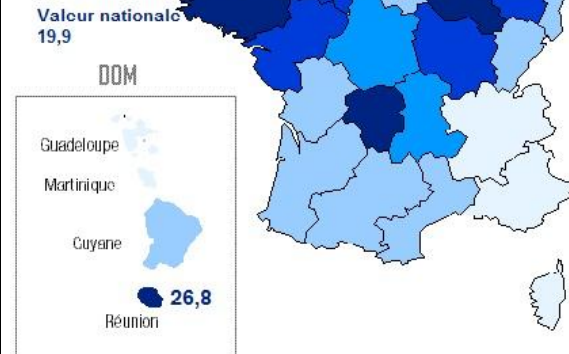 Valeur nationale
19,9
DOM
Guadeloupe
Martinique
Guyane
26,8
Réunion